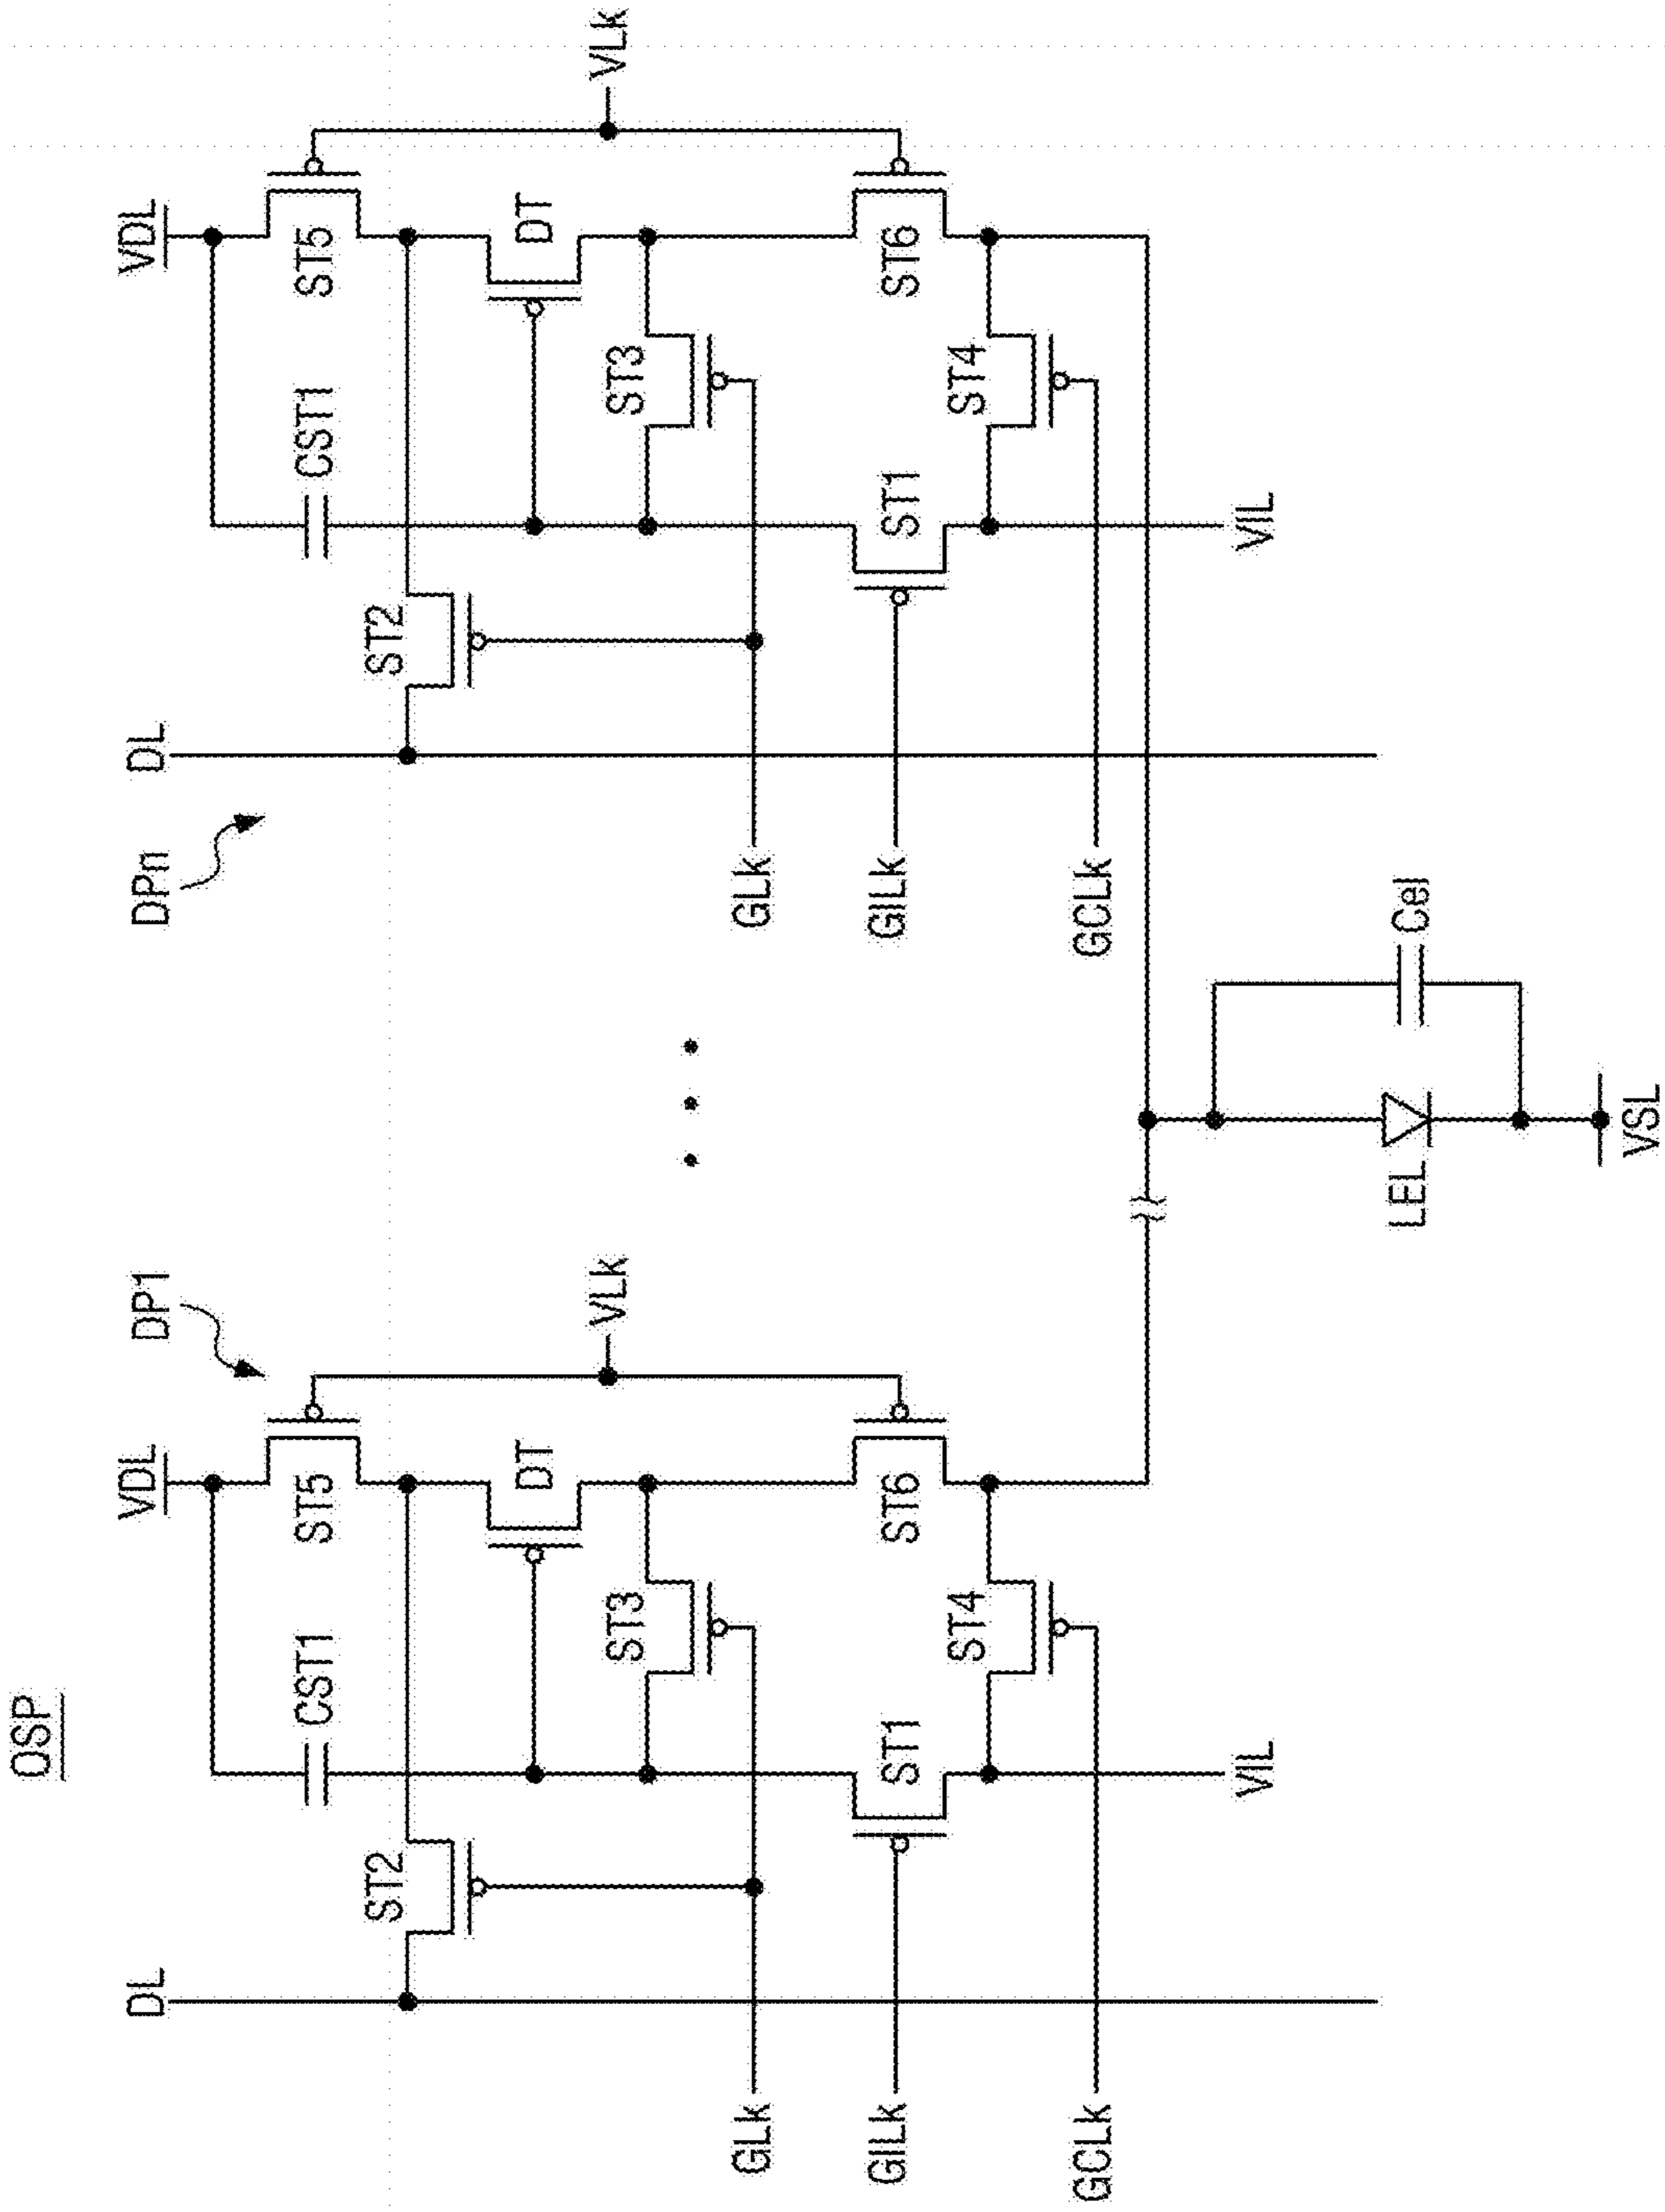 OSP
DP1
DPn
DL
VDL
DL
VDL
CST1
ST5
CST1
ST5
ST2
ST2
DT
DT
VLk
VLk
ST3
ST3
GLk
GLk
GILk
ST1
ST6
GILk
ST1
ST6
ST4
ST4
GCLk
GCLk
VIL
VIL
LEL
Cel
VSL